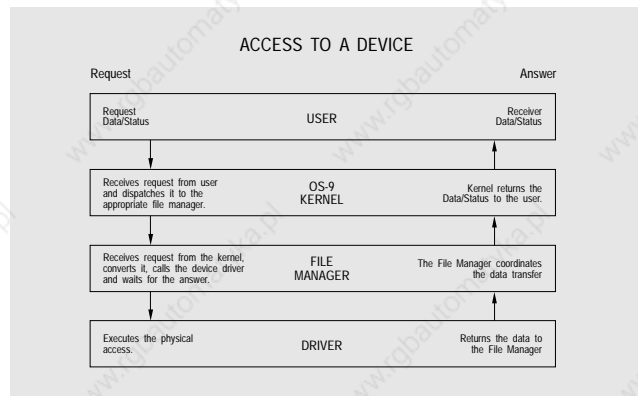 ACCESS TO A DEVICE
Request
Answer
Request
Data/Status
USER
Receiver
Data/Status
Receives request from user
and dispatches it to the
appropriate file manager.
OS-9
KERNEL
Kernel returns the
Data/Status to the user.
Receives request from the kernel,
converts it, calls the device driver
and waits for the answer.
FILE
MANAGER
The File Manager coordinates
the data transfer
Executes the physical
access.
DRIVER
Returns the data to
the File Manager
www.rgbautomatyka.pl